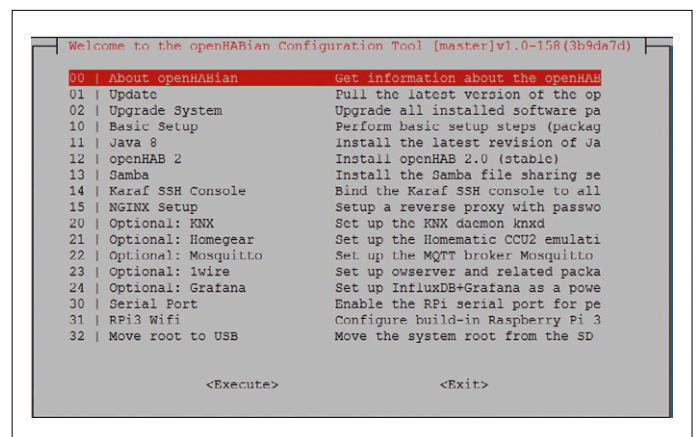 Welcome to the openHABian Configuration Tool [master]v1.0-158(3b9da7d)
00 | About openHABian Get information about the openHAB
01 | Update Pull the latest version of the op
02 | Upgrade System Upgrade all installed software pa
10 | Basic Setup Perform basic setup steps (packag
11 | Java 8 Install the latest revision of Ja
12 | openHAB 2 Install openHAB 2.0 (stable)
13 | Samba Install the Samba file sharing se
14 | Karaf SSH Console Bind the Karaf SSH console to all
15 | NGINX Setup Setup a reverse proxy with passwo
20 | Optional: KNX Set up the KNX daemon knxd
21 | Optional: Homegear Set up the Homematic CCU2 emulati
22 | Optional: Mosquitto Set up the MQTT broker Mosquitto
23 | Optional: 1wire Set up owserver and related packa
24 | Optional: Grafana Set up InfluxDB+Grafana as a powe
30 | Serial Port Enable the RPi serial port for pe
31 | RPi3 Wifi Configure build-in Raspberry Pi 3
32 | Move root to USB Move the system root from the SD
<Execute> <Exit>